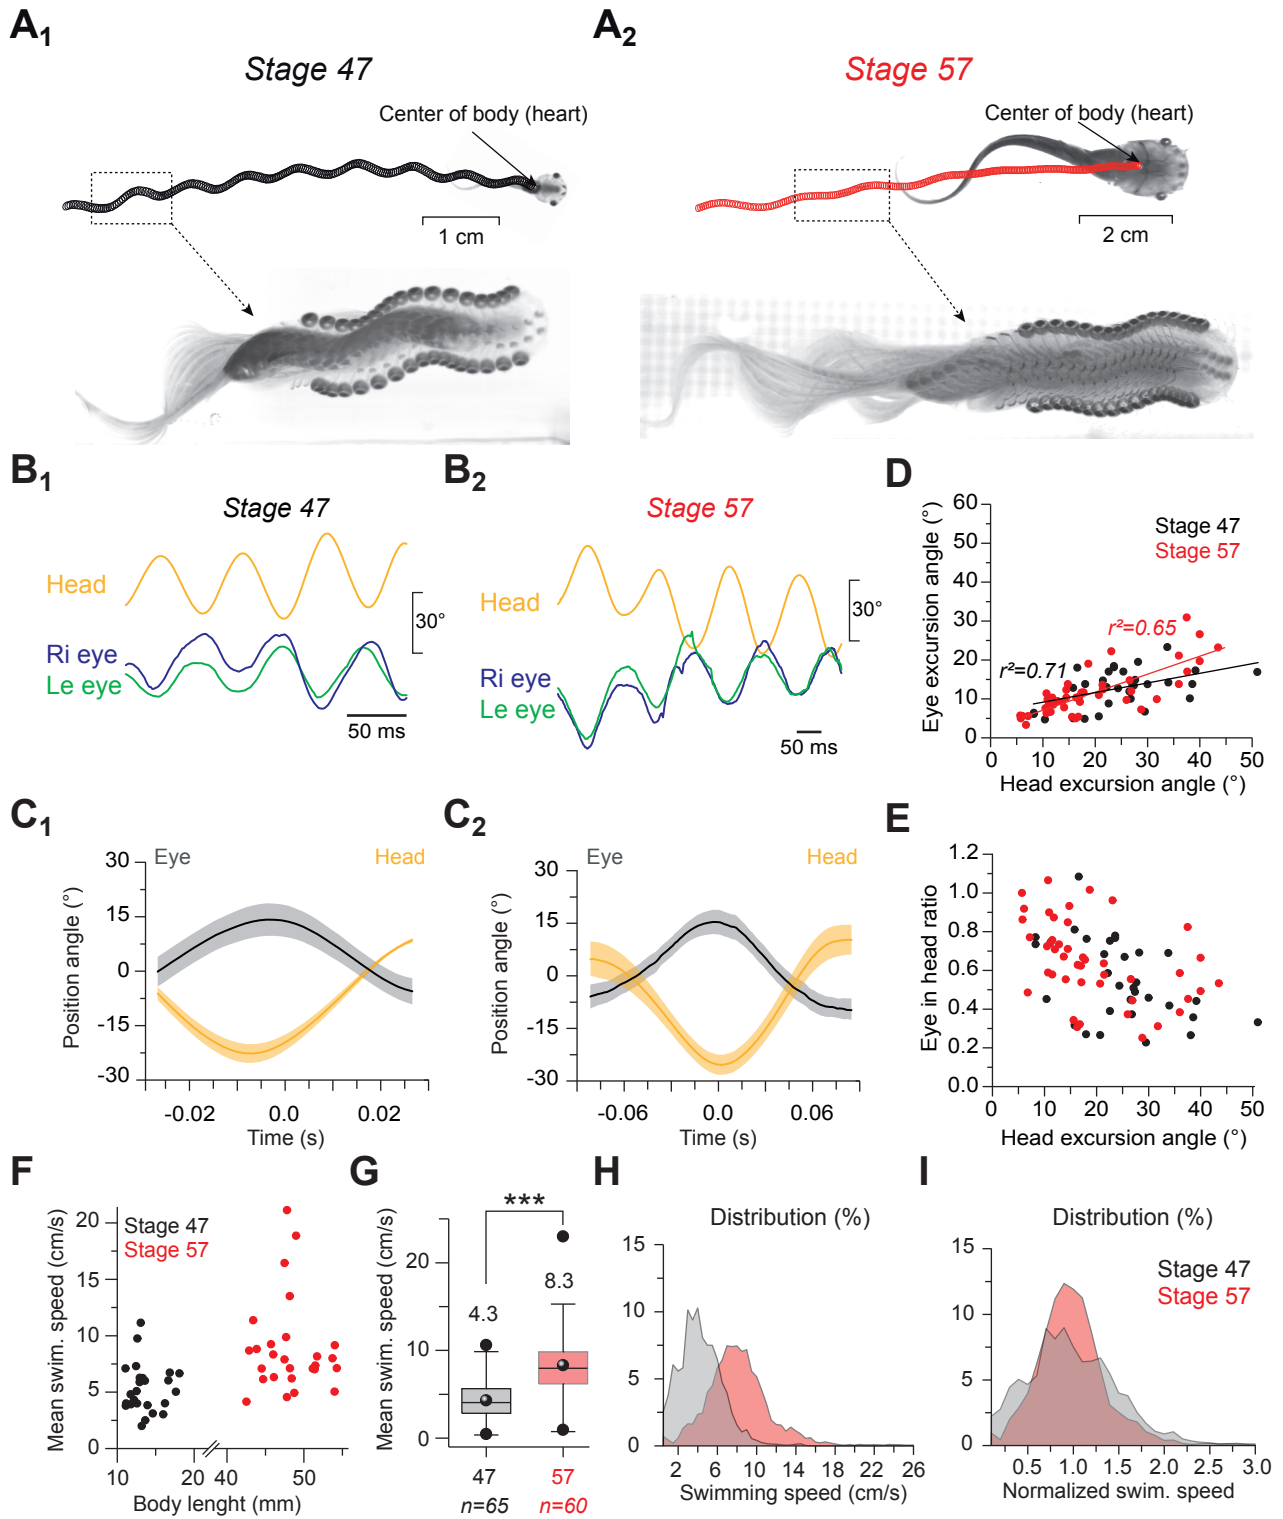 A1
Stage 47
Center of body (heart)
1 cm
A2
Stage 57
Center of body (heart)
2 cm
B1
Stage 47
Head
30°
Ri eye
Le eye
50 ms
B2
Stage 57
Head
30°
Ri eye
Le eye
50 ms
D
Eye excursion angle (°)
60
50
40
30
20
10
0
Stage 47
Stage 57
r²=0.65
r²=0.71
0 10 20 30 40 50
Head excursion angle (°)
C1
Position angle (°)
30
15
0
-15
-30
Eye
Head
-0.02 0.0 0.02
Time (s)
C2
Position angle (°)
30
15
0
-15
-30
Eye
Head
-0.06 0.0 0.06
Time (s)
E
Eye in head ratio
1.2
1.0
0.8
0.6
0.4
0.2
0.0
0 10 20 30 40 50
Head excursion angle (°)
F
Mean swim. speed (cm/s)
20
15
10
5
0
Stage 47
Stage 57
10 20 40 50
Body lenght (mm)
G
Mean swim. speed (cm/s)
20
10
0
***
4.3
8.3
47 57
n=65 n=60
H
Distribution (%)
15
10
5
0
2 6 10 14 18 22 26
Swimming speed (cm/s)
I
Distribution (%)
15
10
5
0
Stage 47
Stage 57
0.5 1.0 1.5 2.0 2.5 3.0
Normalized swim. speed